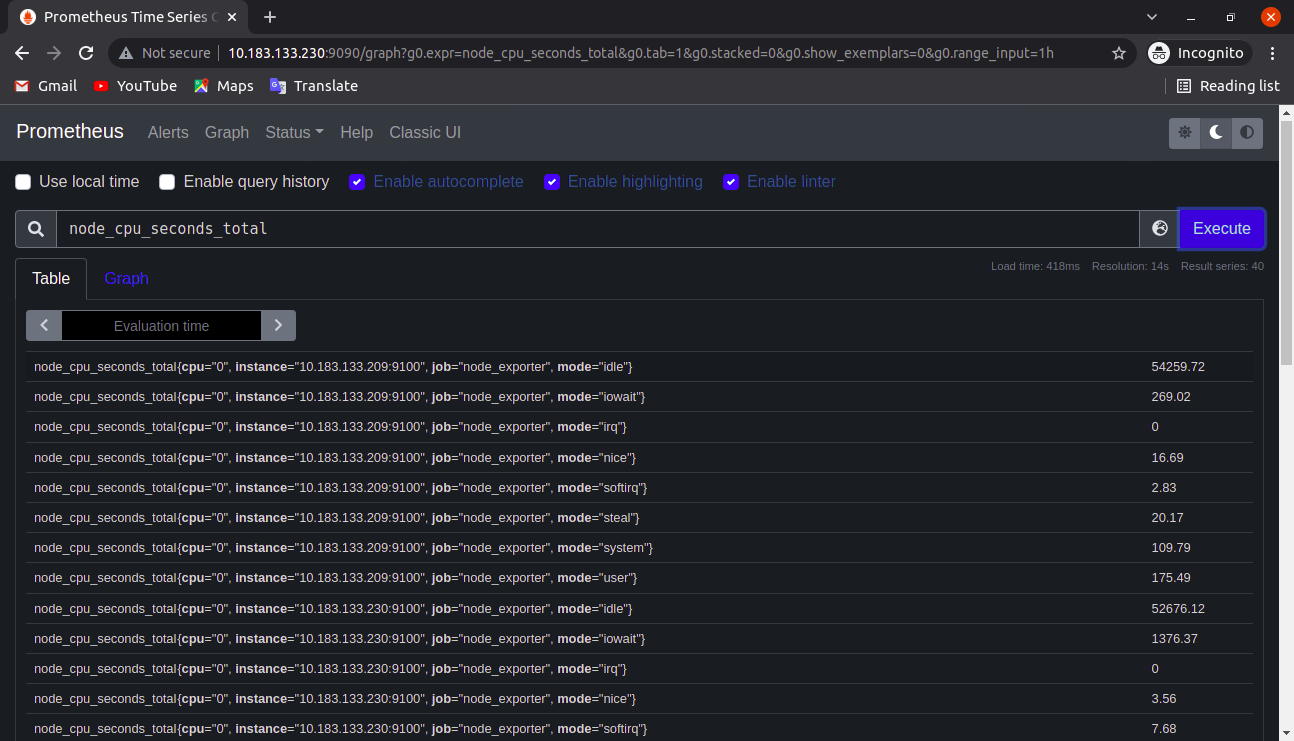 Prometheus Time Series C
Not secure 10.183.133.230:9090/graph?g0.expr=node_cpu_seconds_total&g0.tab=1&g0.stacked=0&g0.show_exemplars=0&g0.range_input=1h Incognito
Gmail YouTube Maps Translate Reading list
Prometheus Alerts Graph Status Help Classic UI
Use local time Enable query history Enable autocomplete Enable highlighting Enable linter
node_cpu_seconds_total Execute
Table Graph Load time: 418ms Resolution: 14s Result series: 40
Evaluation time
node_cpu_seconds_total{cpu="0", instance="10.183.133.209:9100", job="node_exporter", mode="idle"} 54259.72
node_cpu_seconds_total{cpu="0", instance="10.183.133.209:9100", job="node_exporter", mode="iowait"} 269.02
node_cpu_seconds_total{cpu="0", instance="10.183.133.209:9100", job="node_exporter", mode="irq"} 0
node_cpu_seconds_total{cpu="0", instance="10.183.133.209:9100", job="node_exporter", mode="nice"} 16.69
node_cpu_seconds_total{cpu="0", instance="10.183.133.209:9100", job="node_exporter", mode="softirq"} 2.83
node_cpu_seconds_total{cpu="0", instance="10.183.133.209:9100", job="node_exporter", mode="steal"} 20.17
node_cpu_seconds_total{cpu="0", instance="10.183.133.209:9100", job="node_exporter", mode="system"} 109.79
node_cpu_seconds_total{cpu="0", instance="10.183.133.209:9100", job="node_exporter", mode="user"} 175.49
node_cpu_seconds_total{cpu="0", instance="10.183.133.230:9100", job="node_exporter", mode="idle"} 52676.12
node_cpu_seconds_total{cpu="0", instance="10.183.133.230:9100", job="node_exporter", mode="iowait"} 1376.37
node_cpu_seconds_total{cpu="0", instance="10.183.133.230:9100", job="node_exporter", mode="irq"} 0
node_cpu_seconds_total{cpu="0", instance="10.183.133.230:9100", job="node_exporter", mode="nice"} 3.56
node_cpu_seconds_total{cpu="0", instance="10.183.133.230:9100", job="node_exporter", mode="softirq"} 7.68